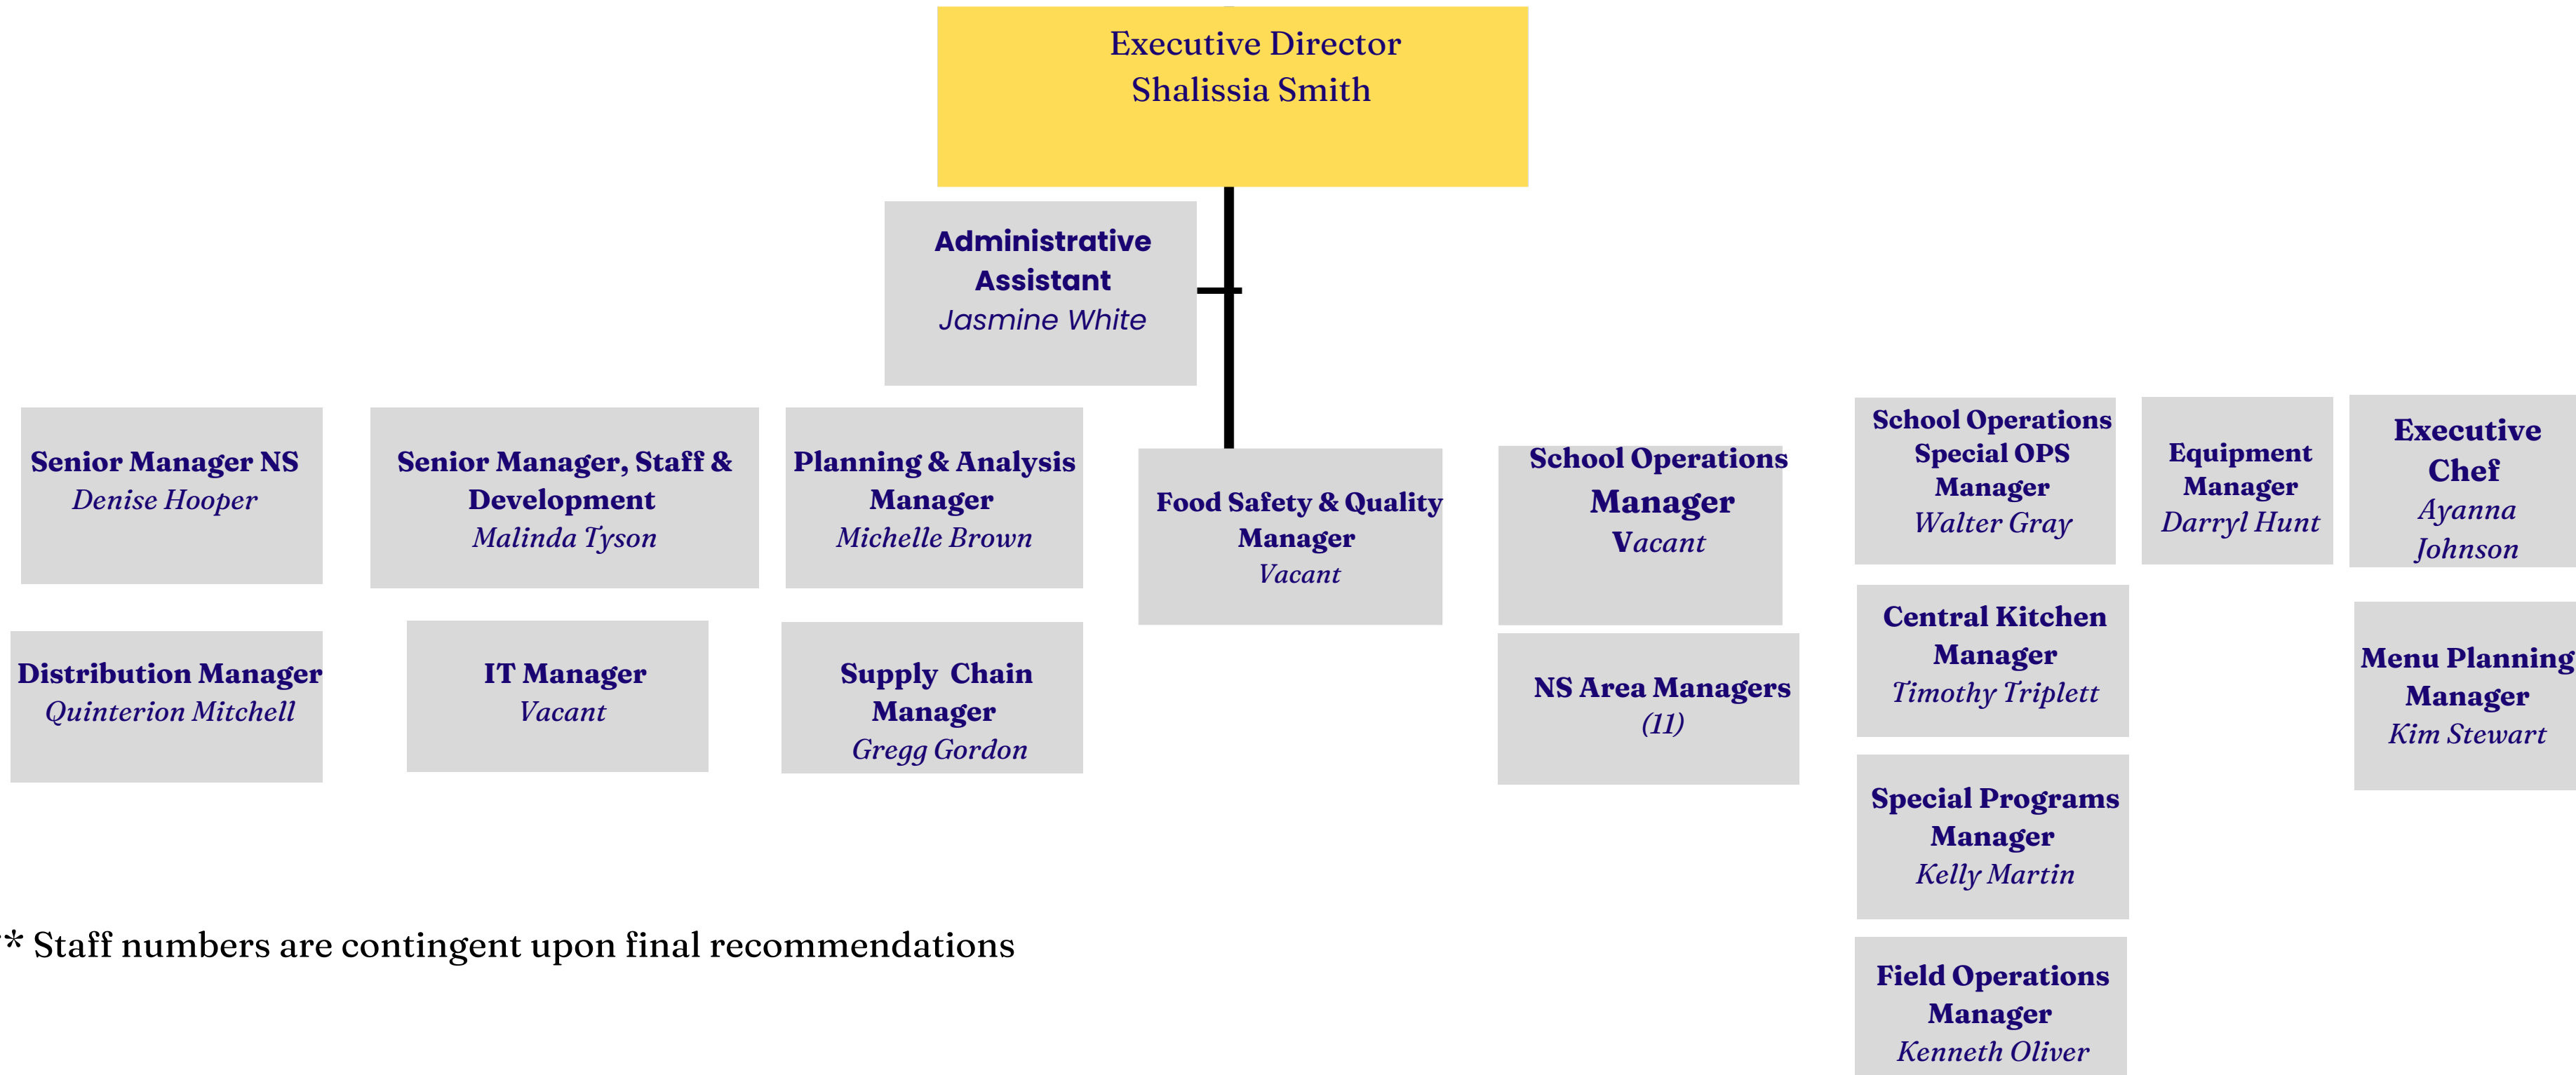 Executive Director
Shalissia Smith
Administrative
Assistant
Jasmine White
Senior Manager NS
Denise Hooper
Senior Manager, Staff &
Development
Malinda Tyson
Planning & Analysis
Manager
Michelle Brown
Food Safety & Quality
Manager
Vacant
School Operations
Manager
Vacant
School Operations
Special OPS
Manager
Walter Gray
Equipment
Manager
Darryl Hunt
Executive
Chef
Ayanna
Johnson
Distribution Manager
Quinterion Mitchell
IT Manager
Vacant
Supply  Chain
Manager
Gregg Gordon
NS Area Managers
(11)
Central Kitchen
Manager
Timothy Triplett
Menu Planning
Manager
Kim Stewart
Special Programs
Manager
Kelly Martin
Field Operations
Manager
Kenneth Oliver
** Staff numbers are contingent upon final recommendations